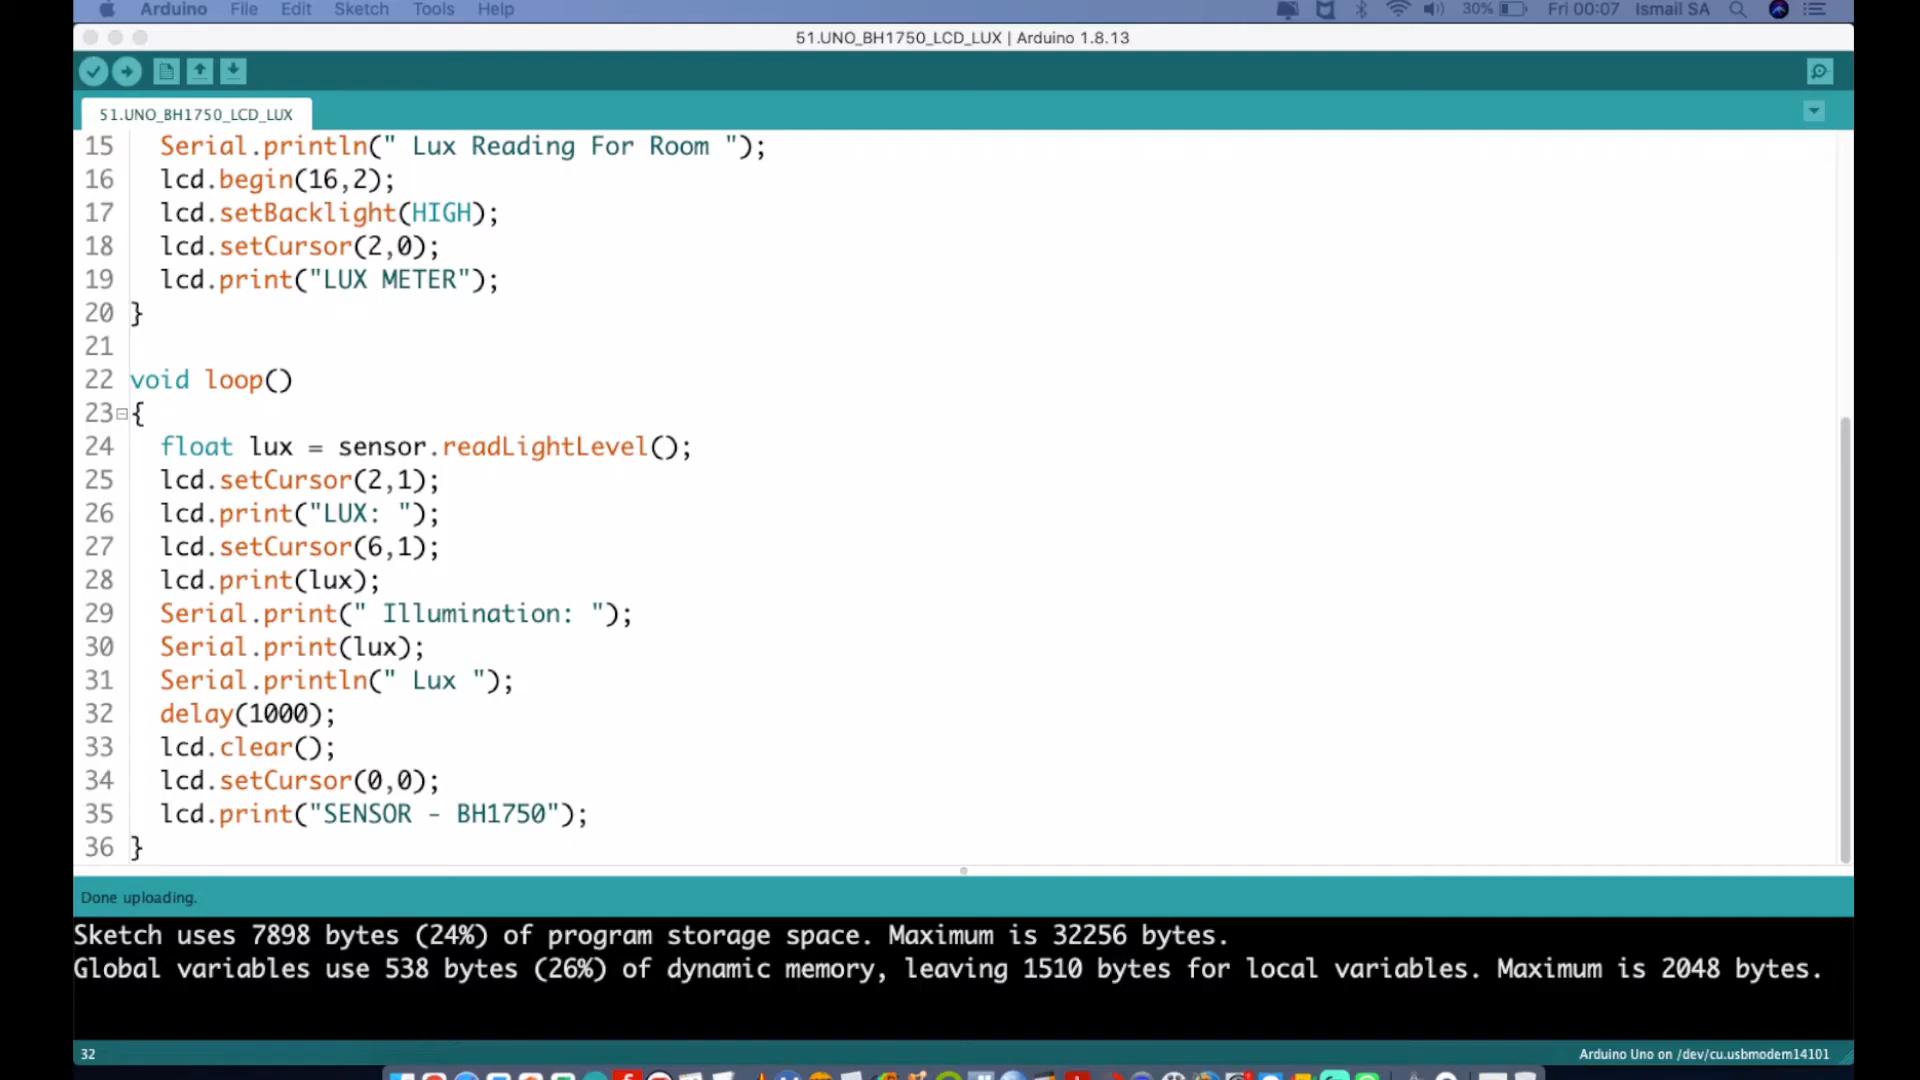 Arduino File Edit Sketch Tools Help 30% Fri 00:07 Ismail SA
51.UNO_BH1750_LCD_LUX | Arduino 1.8.13
51.UNO_BH1750_LCD_LUX
15 Serial.println(" Lux Reading For Room ");
16 lcd.begin(16,2);
17 lcd.setBacklight(HIGH);
18 lcd.setCursor(2,0);
19 lcd.print("LUX METER");
20 }
21
22 void loop()
23 {
24 float lux = sensor.readLightLevel();
25 lcd.setCursor(2,1);
26 lcd.print("LUX: ");
27 lcd.setCursor(6,1);
28 lcd.print(lux);
29 Serial.print(" Illumination: ");
30 Serial.print(lux);
31 Serial.println(" Lux ");
32 delay(1000);
33 lcd.clear();
34 lcd.setCursor(0,0);
35 lcd.print("SENSOR - BH1750");
36 }
Done uploading.
Sketch uses 7898 bytes (24%) of program storage space. Maximum is 32256 bytes.
Global variables use 538 bytes (26%) of dynamic memory, leaving 1510 bytes for local variables. Maximum is 2048 bytes.
32 Arduino Uno on /dev/cu.usbmodem14101